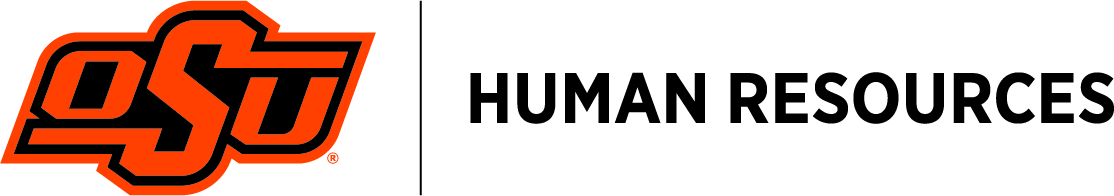 OSU® | HUMAN RESOURCES